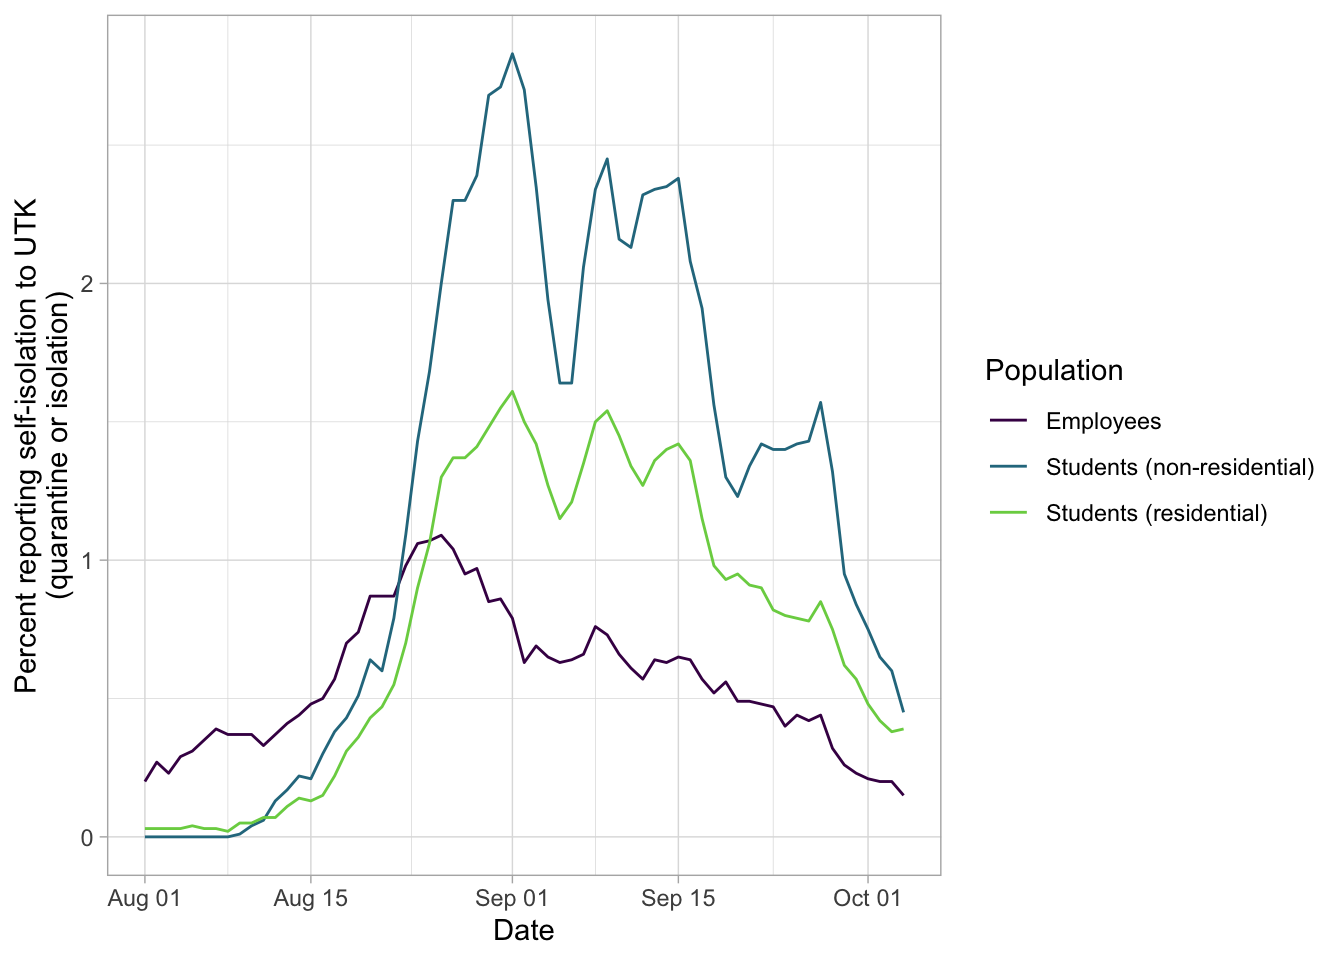 Percent reporting self-isolation to UTK
(quarantine or isolation)
2
1
0
Aug 01
Aug 15
Sep 01
Sep 15
Oct 01
Date
Population
Employees
Students (non-residential)
Students (residential)